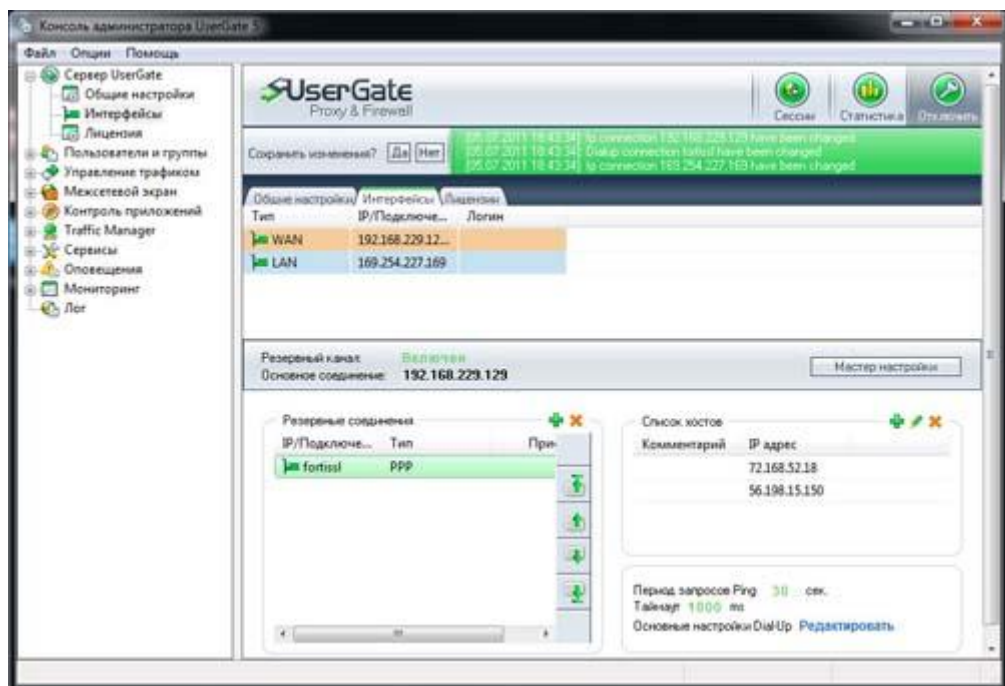 Консоль администратора UserGate 5
Файл Опции Помощь
Сервер UserGate
Общие настройки
Интерфейсы
Лицензия
Пользователи и группы
Управление трафиком
Межсетевой экран
Контроль приложений
Traffic Manager
Сервисы
Оповещения
Мониторинг
Лог
UserGate
Proxy & Firewall
Сессии
Статистика
Отключить
Сохранить изменения? Да Нет
[05.07.2011 18:43:34] Ip connection 192.168.229.129 have been changed
[05.07.2011 18:43:34] Dialup connection have been changed
[05.07.2011 18:43:34] Ip connection 169.254.227.169 have been changed
Общие настройки Интерфейсы Лицензии
Тип IP/Подключе... Логин
WAN 192.168.229.12...
LAN 169.254.227.169
Резервный канал: Включен
Основное соединение: 192.168.229.129
Мастер настройки
Резервные соединения
IP/Подключе... Тип При
fortissl PPP
Список хостов
Комментарий IP адрес
72.168.52.18
56.198.15.150
Период запросов Ping 30 сек.
Таймаут 1000 ms
Основные настройки Dial-Up Редактировать